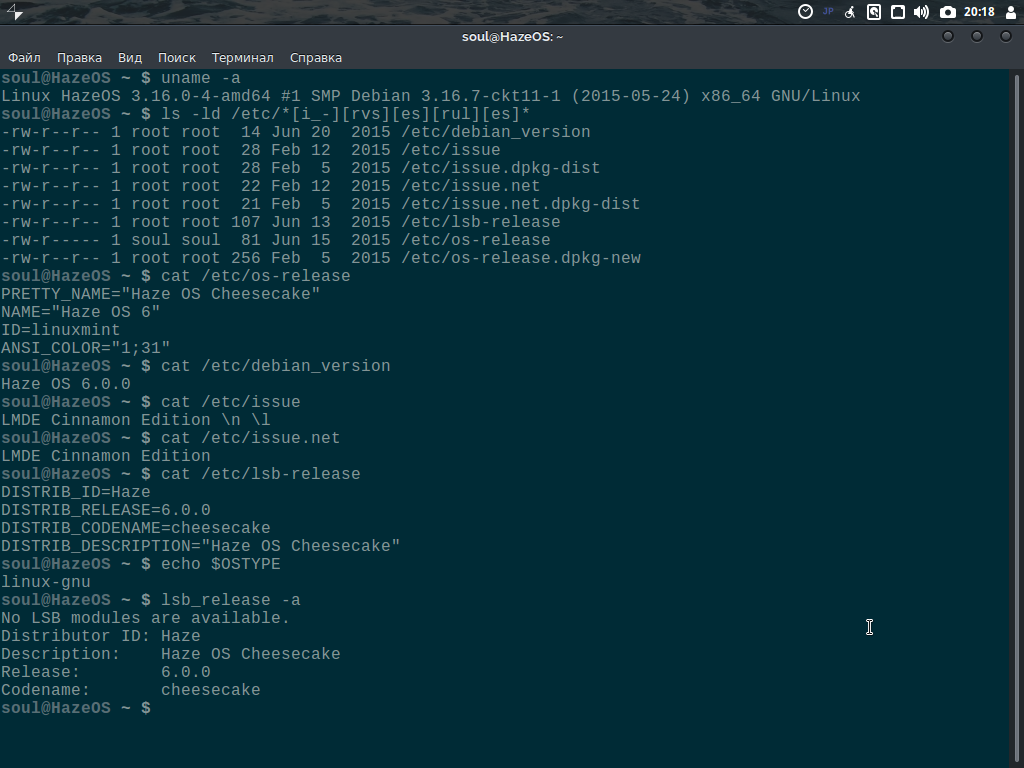 JP
20:18
soul@HazeOS: ~
Файл Правка Вид Поиск Терминал Справка
soul@HazeOS ~ $ uname -a
Linux HazeOS 3.16.0-4-amd64 #1 SMP Debian 3.16.7-ckt11-1 (2015-05-24) x86_64 GNU/Linux
soul@HazeOS ~ $ ls -ld /etc/*[i_-][rvs][es][rul][es]*
-rw-r--r-- 1 root root  14 Jun 20  2015 /etc/debian_version
-rw-r--r-- 1 root root  28 Feb 12  2015 /etc/issue
-rw-r--r-- 1 root root  28 Feb  5  2015 /etc/issue.dpkg-dist
-rw-r--r-- 1 root root  22 Feb 12  2015 /etc/issue.net
-rw-r--r-- 1 root root  21 Feb  5  2015 /etc/issue.net.dpkg-dist
-rw-r--r-- 1 root root 107 Jun 13  2015 /etc/lsb-release
-rw-r----- 1 soul soul  81 Jun 15  2015 /etc/os-release
-rw-r--r-- 1 root root 256 Feb  5  2015 /etc/os-release.dpkg-new
soul@HazeOS ~ $ cat /etc/os-release
PRETTY_NAME="Haze OS Cheesecake"
NAME="Haze OS 6"
ID=linuxmint
ANSI_COLOR="1;31"
soul@HazeOS ~ $ cat /etc/debian_version
Haze OS 6.0.0
soul@HazeOS ~ $ cat /etc/issue
LMDE Cinnamon Edition \n \l
soul@HazeOS ~ $ cat /etc/issue.net
LMDE Cinnamon Edition
soul@HazeOS ~ $ cat /etc/lsb-release
DISTRIB_ID=Haze
DISTRIB_RELEASE=6.0.0
DISTRIB_CODENAME=cheesecake
DISTRIB_DESCRIPTION="Haze OS Cheesecake"
soul@HazeOS ~ $ echo $OSTYPE
linux-gnu
soul@HazeOS ~ $ lsb_release -a
No LSB modules are available.
Distributor ID: Haze
Description:    Haze OS Cheesecake
Release:        6.0.0
Codename:       cheesecake
soul@HazeOS ~ $